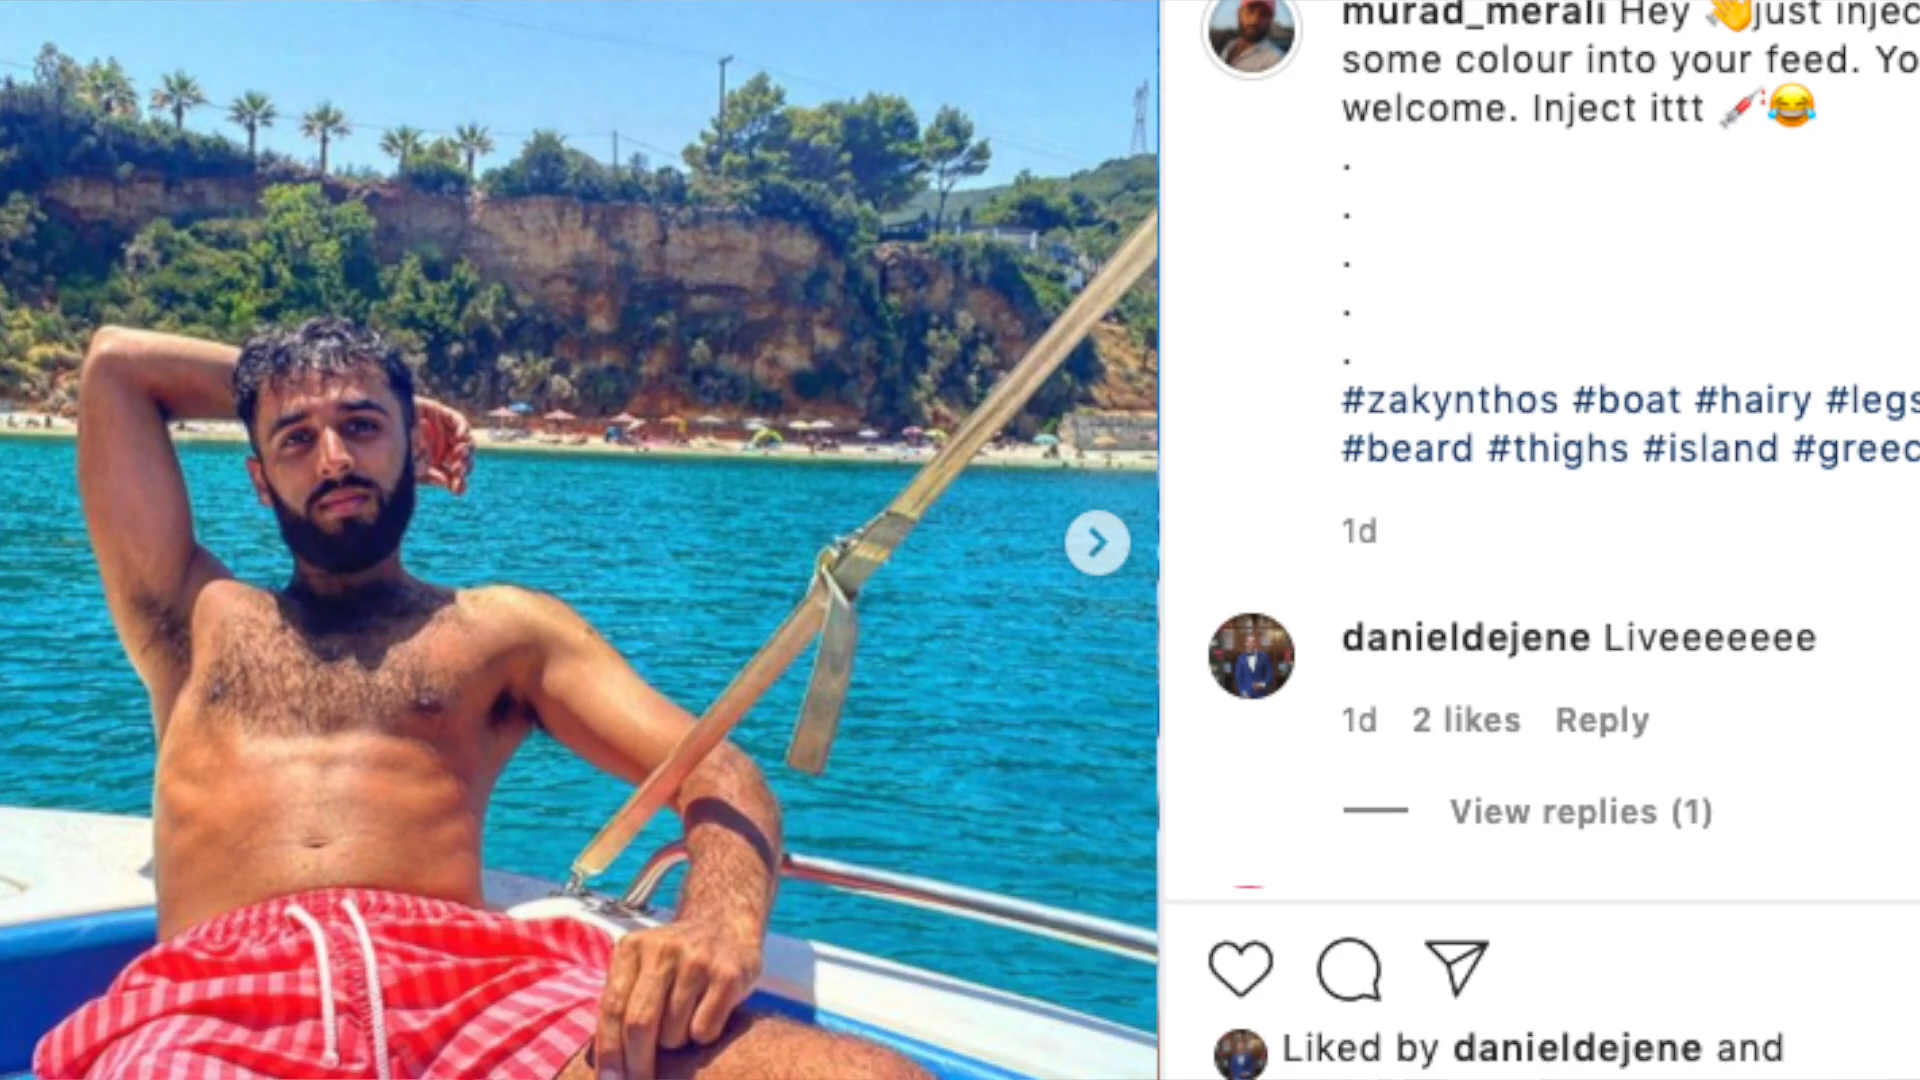 murad_merali Hey 👋just injec
some colour into your feed. Yo
welcome. Inject ittt 💉😂
.
.
.
.
.
#zakynthos #boat #hairy #legs
#beard #thighs #island #greec
1d
danieldejene Liveeeeeee
1d 2 likes Reply
View replies (1)
Liked by danieldejene and